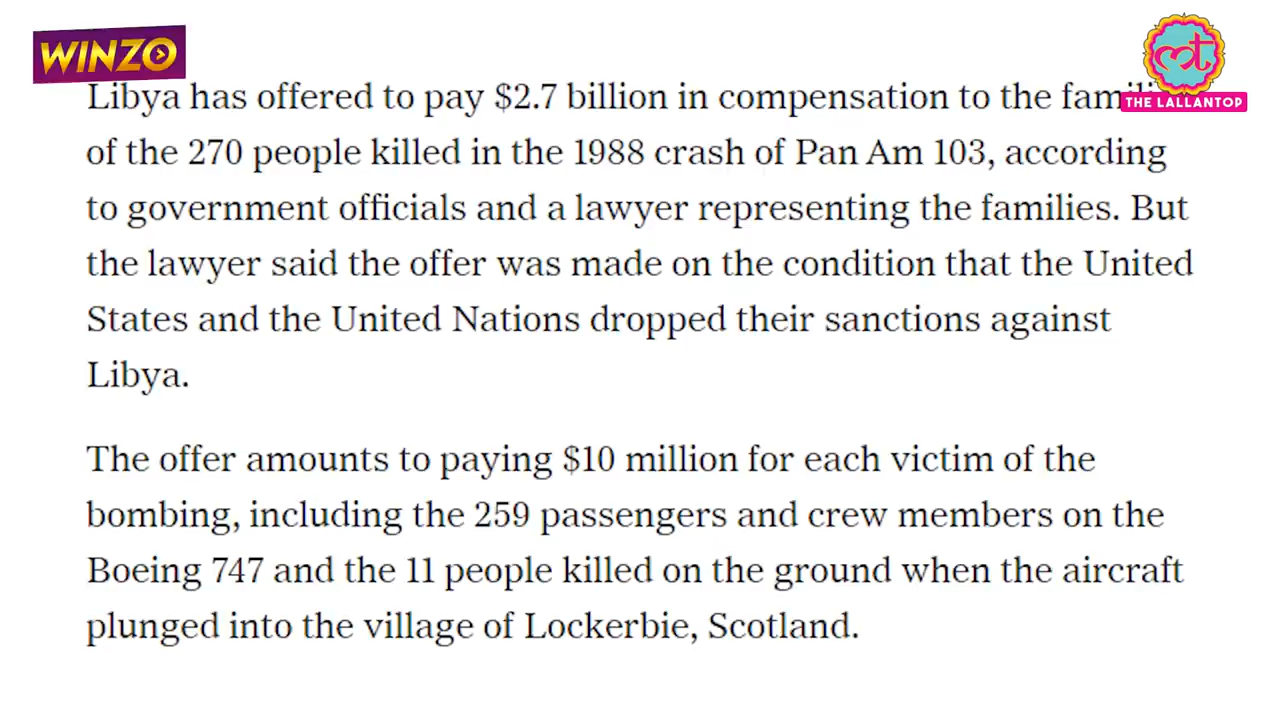 WINZO
THE LALLANTOP
Libya has offered to pay $2.7 billion in compensation to the
of the 270 people killed in the 1988 crash of Pan Am 103, according
to government officials and a lawyer representing the families. But
the lawyer said the offer was made on the condition that the United
States and the United Nations dropped their sanctions against
Libya.
The offer amounts to paying $10 million for each victim of the
bombing, including the 259 passengers and crew members on the
Boeing 747 and the 11 people killed on the ground when the aircraft
plunged into the village of Lockerbie, Scotland.